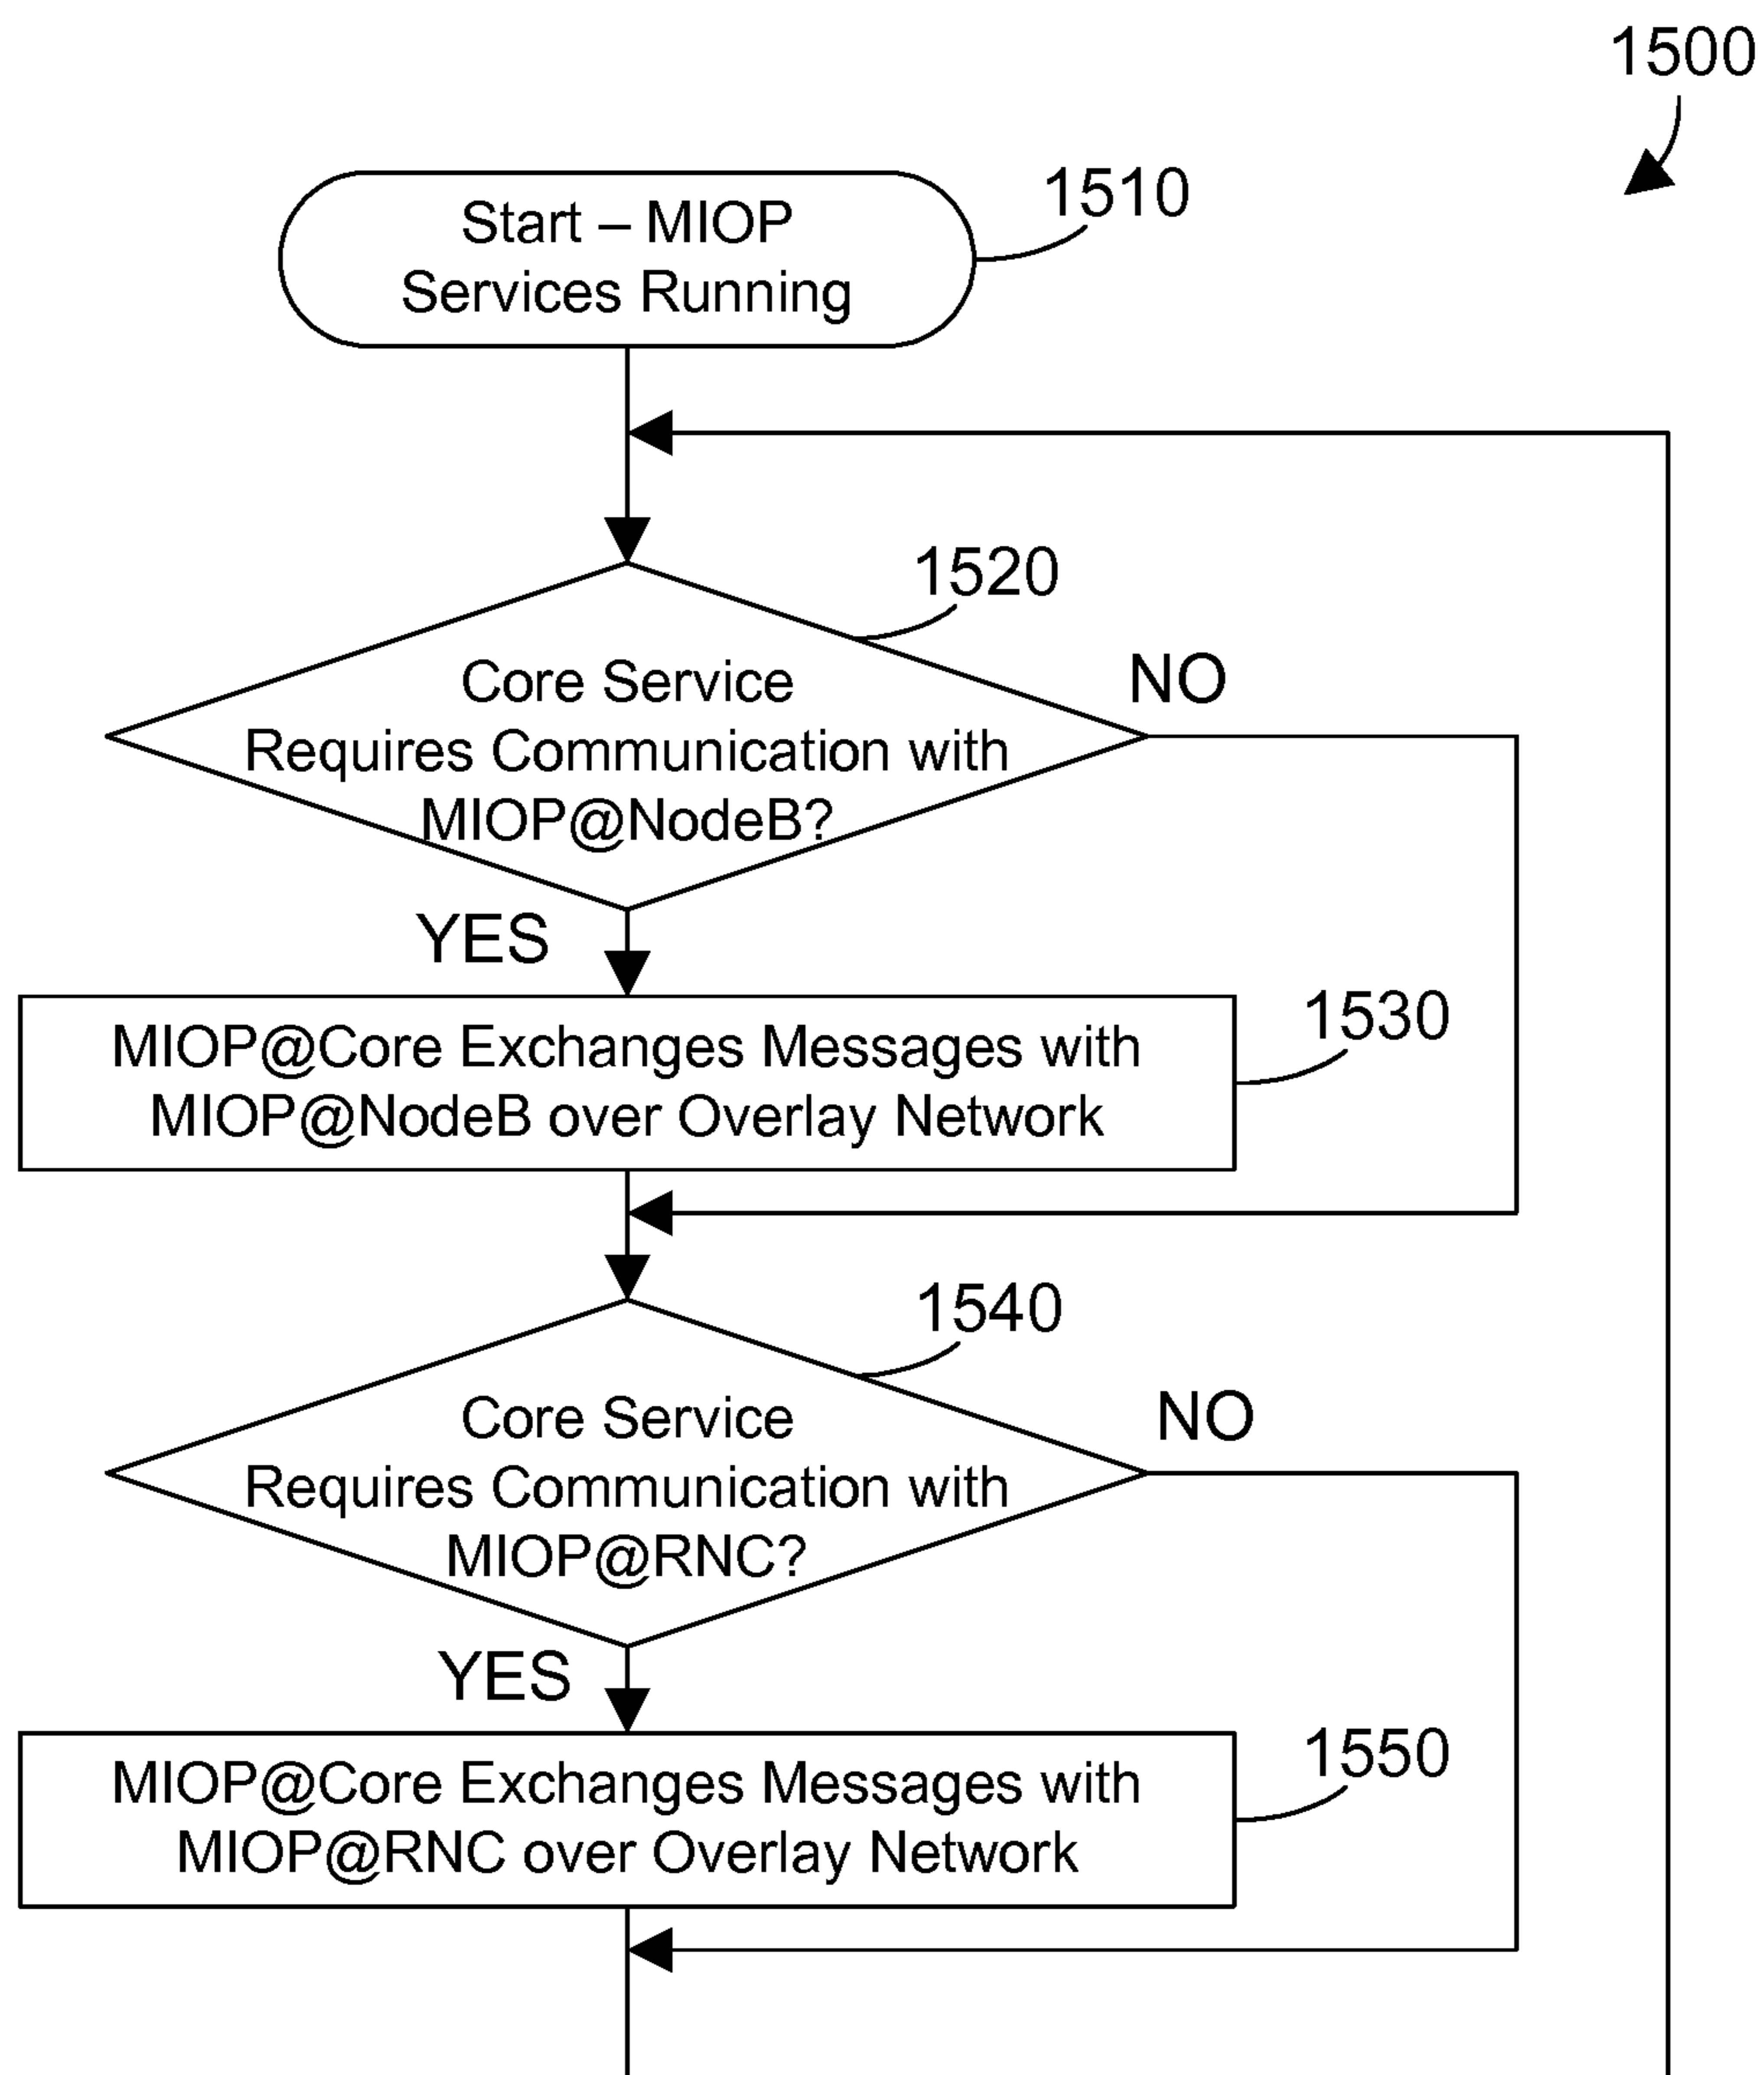 1500
1510
Start – MIOP
Services Running
1520
Core Service
Requires Communication with
MIOP@NodeB?
NO
YES
1530
MIOP@Core Exchanges Messages with
MIOP@NodeB over Overlay Network
1540
Core Service
Requires Communication with
MIOP@RNC?
NO
YES
1550
MIOP@Core Exchanges Messages with
MIOP@RNC over Overlay Network